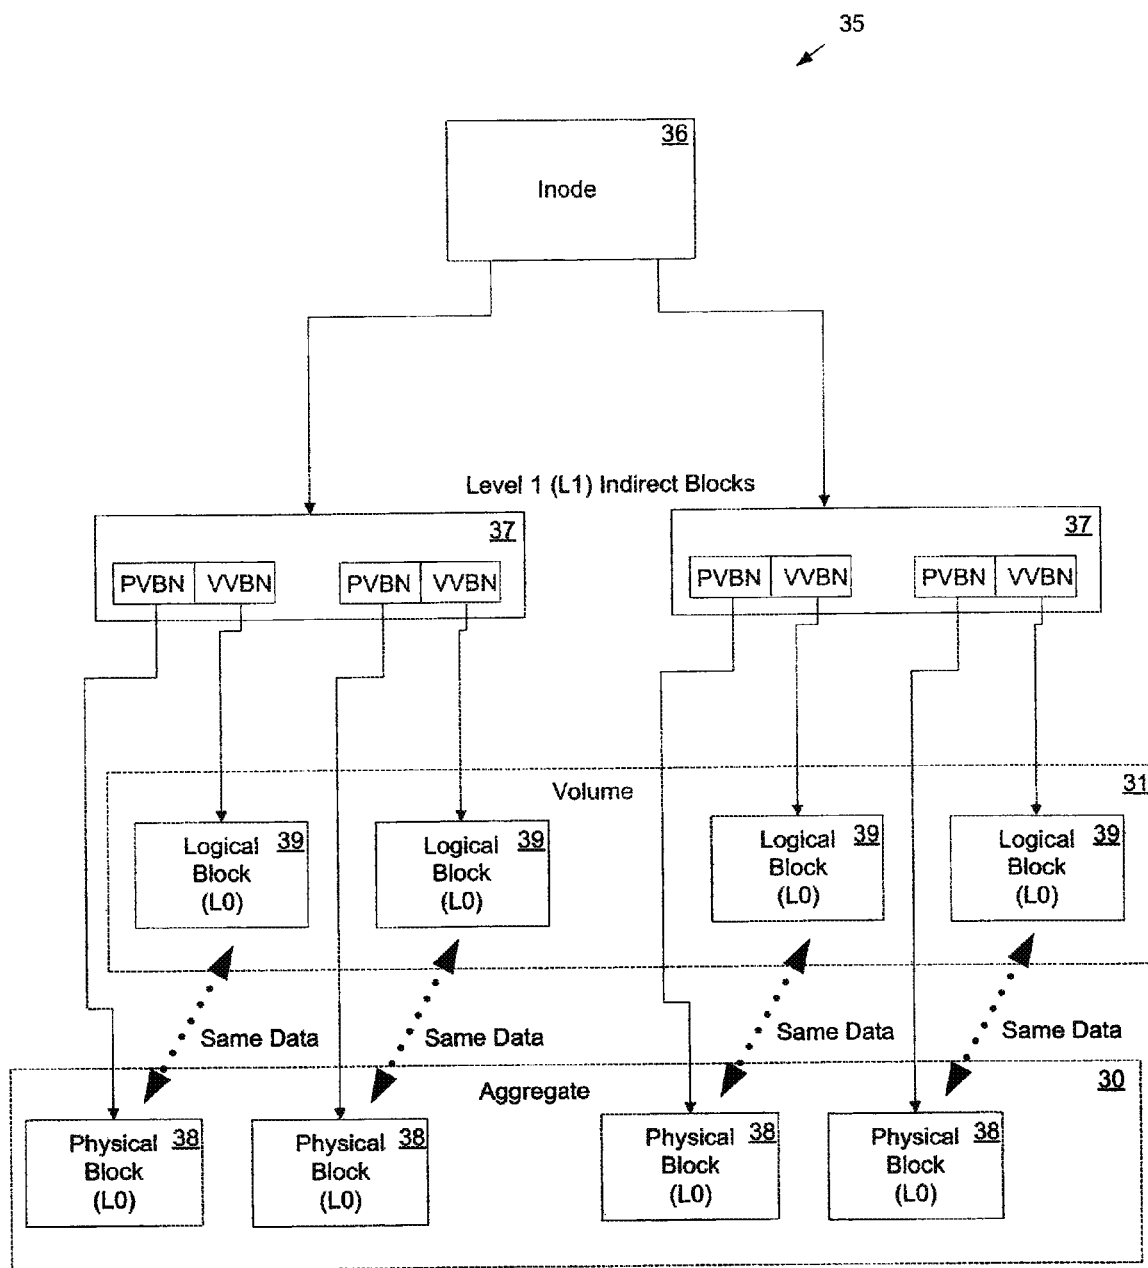 35
36
Inode
Level 1 (L1) Indirect Blocks
37
PVBN VVBN PVBN VVBN
37
PVBN VVBN PVBN VVBN
Volume
31
Logical
Block
(L0)
39
Logical
Block
(L0)
39
Logical
Block
(L0)
39
Logical
Block
(L0)
39
Same Data
Same Data
Same Data
Same Data
Aggregate
30
Physical
Block
(L0)
38
Physical
Block
(L0)
38
Physical
Block
(L0)
38
Physical
Block
(L0)
38